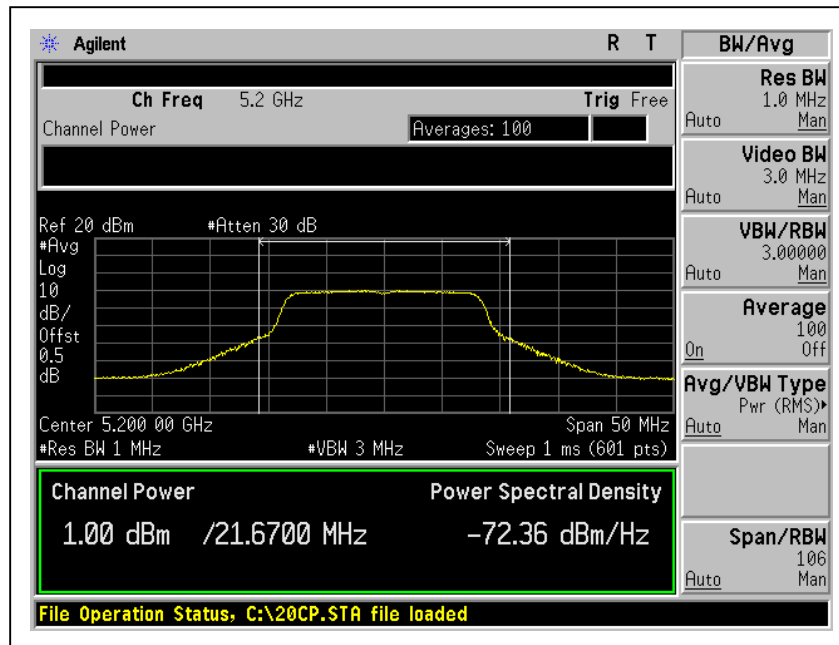 Agilent R T BW/Avg
Ch Freq 5.2 GHz Trig Free
Channel Power Averages: 100
Ref 20 dBm #Atten 30 dB
#Avg
Log
10
dB/
Offst
0.5
dB
Center 5.200 00 GHz Span 50 MHz
#Res BW 1 MHz #VBW 3 MHz Sweep 1 ms (601 pts)
Channel Power Power Spectral Density
1.00 dBm /21.6700 MHz -72.36 dBm/Hz
File Operation Status, C:\20CP.STA file loaded
Res BW
1.0 MHz
Auto Man
Video BW
3.0 MHz
Auto Man
VBW/RBW
3.00000
Auto Man
Average
100
On Off
Avg/VBW Type
Pwr (RMS)▸
Auto Man
Span/RBW
106
Auto Man